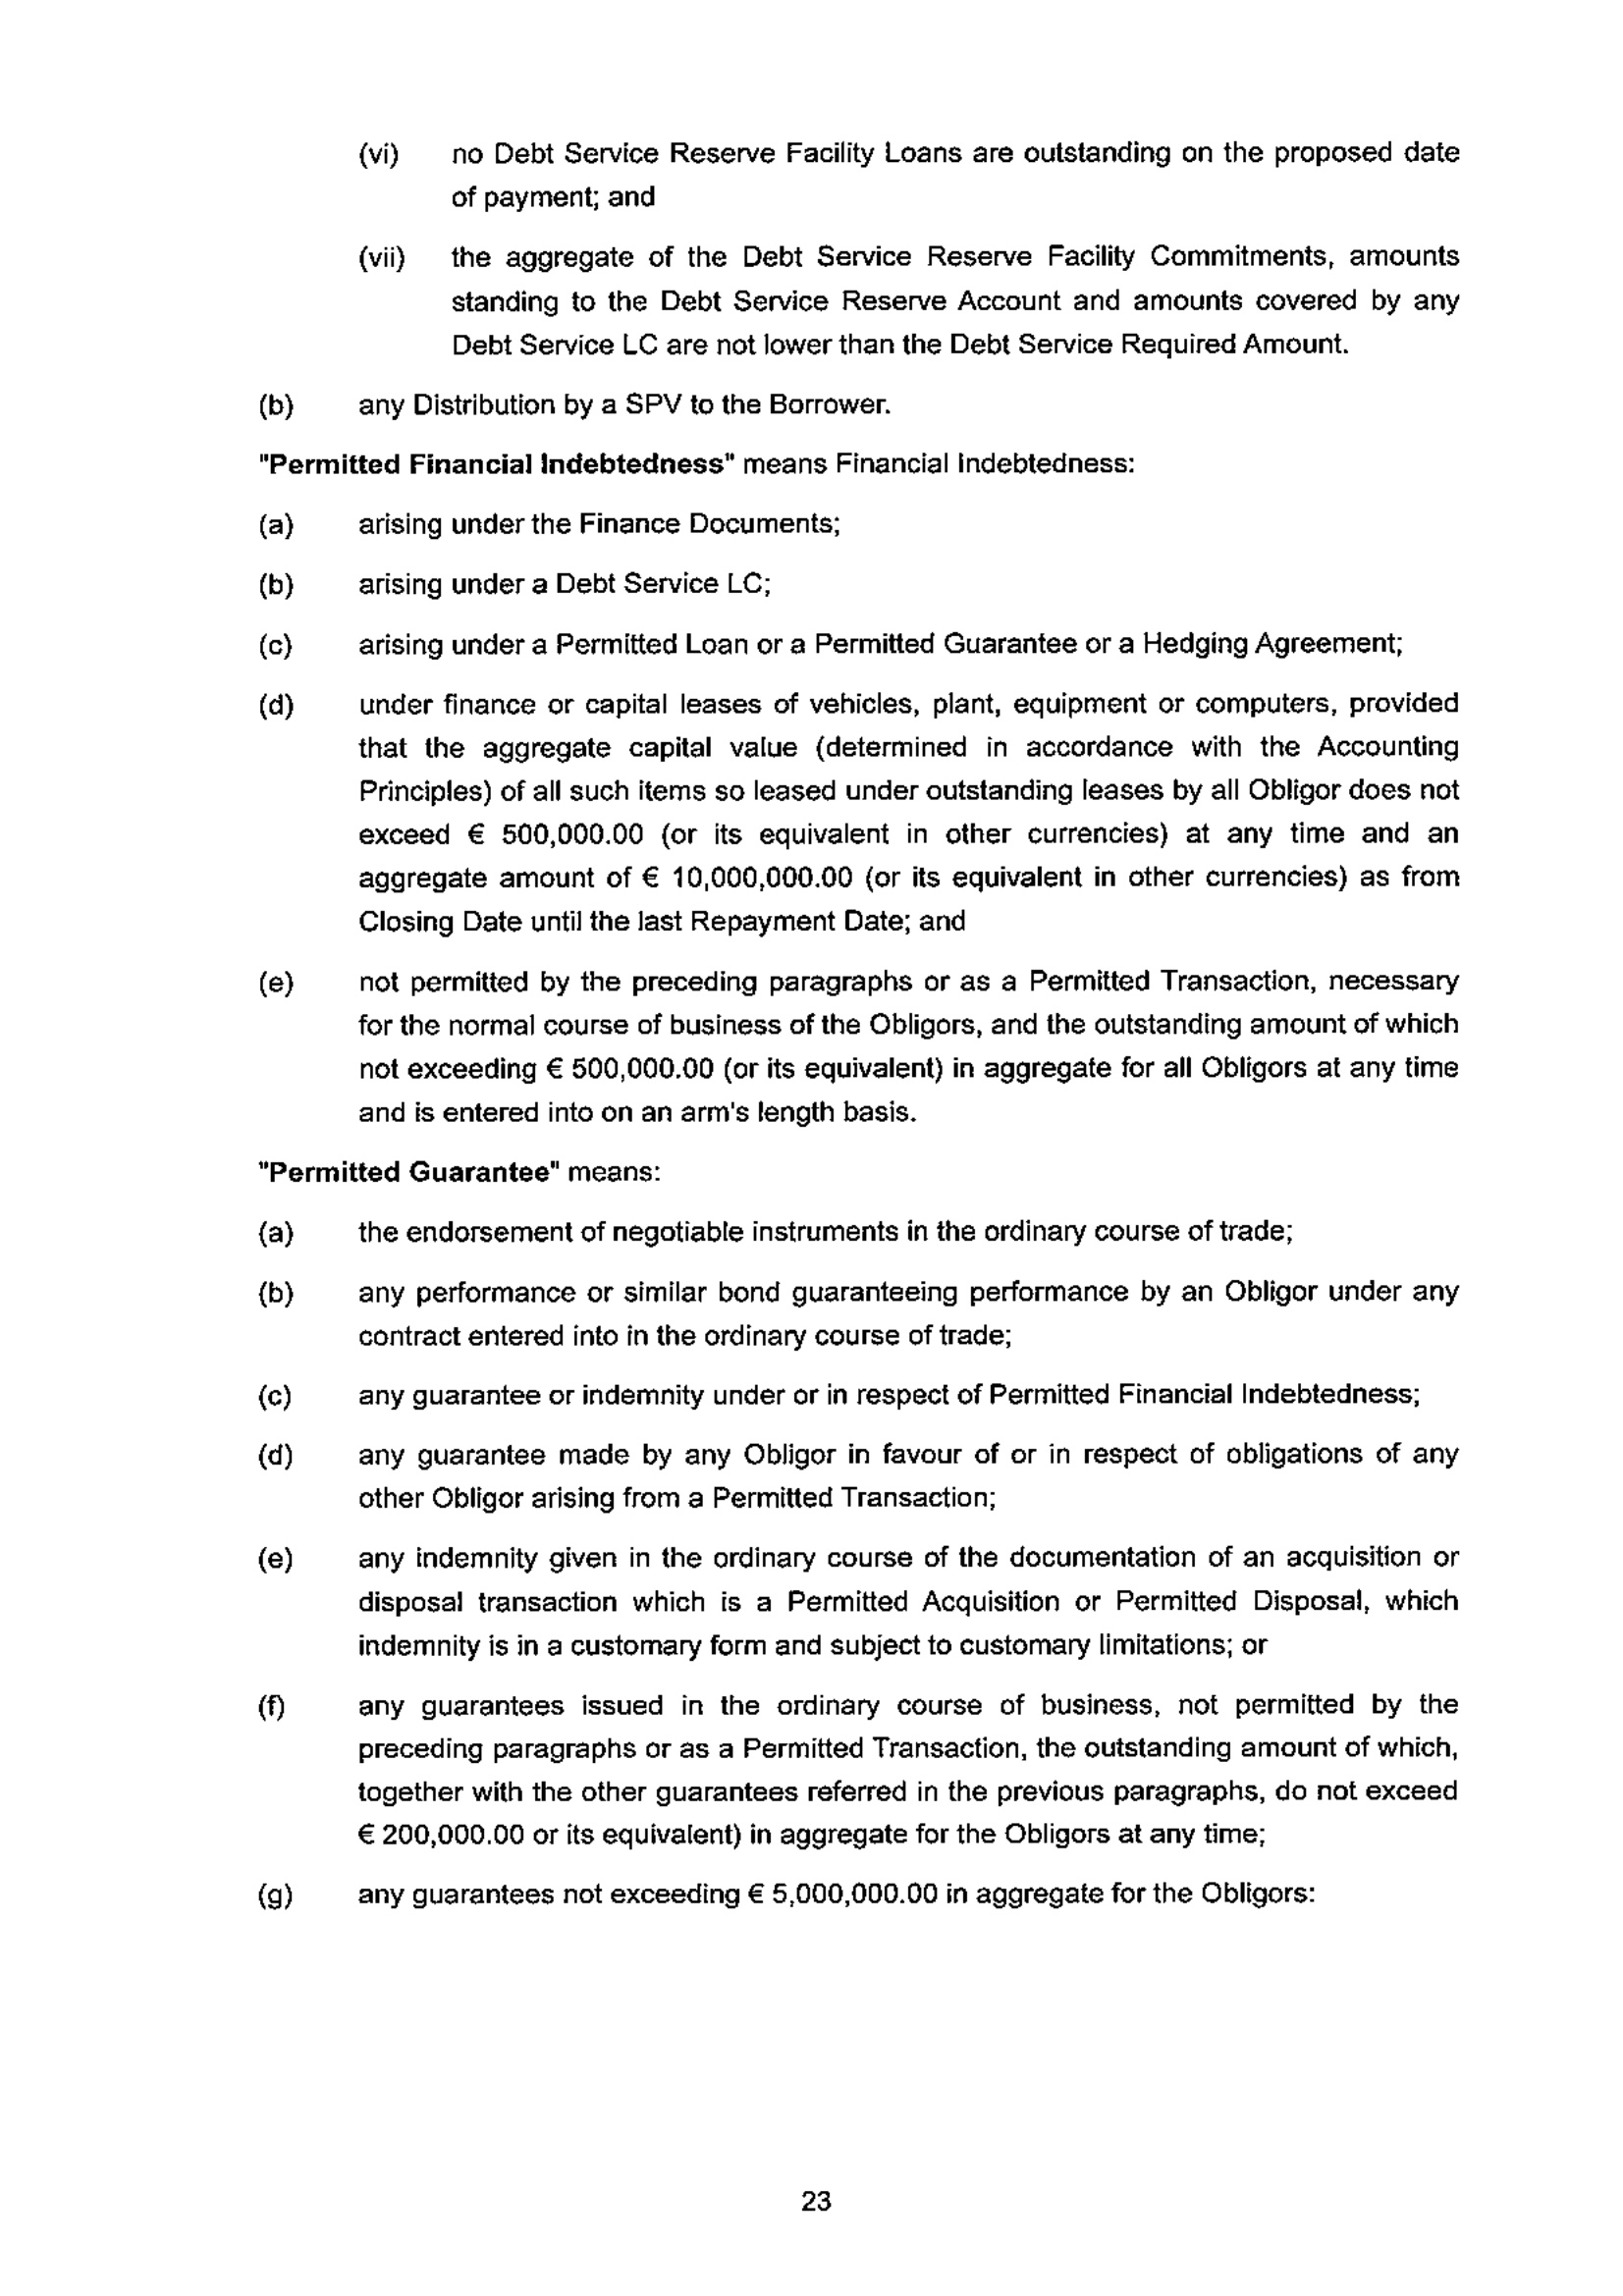 (vi) no Debt Service Reserve Facility Loans are outstanding on the proposed date
of payment; and
(vii) the aggregate of the Debt Service Reserve Facility Commitments, amounts
standing to the Debt Service Reserve Account and amounts covered by any
Debt Service LC are not lower than the Debt Service Required Amount.
(b) any Distribution by a SPV to the Borrower.
"Permitted Financial Indebtedness" means Financial Indebtedness:
(a) arising under the Finance Documents;
(b) arising under a Debt Service LC;
(c) arising under a Permitted Loan or a Permitted Guarantee or a Hedging Agreement;
(d) under finance or capital leases of vehicles, plant, equipment or computers, provided
that the aggregate capital value (determined in accordance with the Accounting
Principles) of all such items so leased under outstanding leases by all Obligor does not
exceed € 500,000.00 (or its equivalent in other currencies) at any time and an
aggregate amount of € 10,000,000.00 (or its equivalent in other currencies) as from
Closing Date until the last Repayment Date; and
(e) not permitted by the preceding paragraphs or as a Permitted Transaction, necessary
for the normal course of business of the Obligors, and the outstanding amount of which
not exceeding € 500,000.00 (or its equivalent) in aggregate for all Obligors at any time
and is entered into on an arm's length basis.
"Permitted Guarantee" means:
(a) the endorsement of negotiable instruments in the ordinary course of trade;
(b) any performance or similar bond guaranteeing performance by an Obligor under any
contract entered into in the ordinary course of trade;
(c) any guarantee or indemnity under or in respect of Permitted Financial Indebtedness;
(d) any guarantee made by any Obligor in favour of or in respect of obligations of any
other Obligor arising from a Permitted Transaction;
(e) any indemnity given in the ordinary course of the documentation of an acquisition or
disposal transaction which is a Permitted Acquisition or Permitted Disposal, which
indemnity is in a customary form and subject to customary limitations; or
(f) any guarantees issued in the ordinary course of business, not permitted by the
preceding paragraphs or as a Permitted Transaction, the outstanding amount of which,
together with the other guarantees referred in the previous paragraphs, do not exceed
€ 200,000.00 or its equivalent) in aggregate for the Obligors at any time;
(g) any guarantees not exceeding € 5,000,000.00 in aggregate for the Obligors:
23